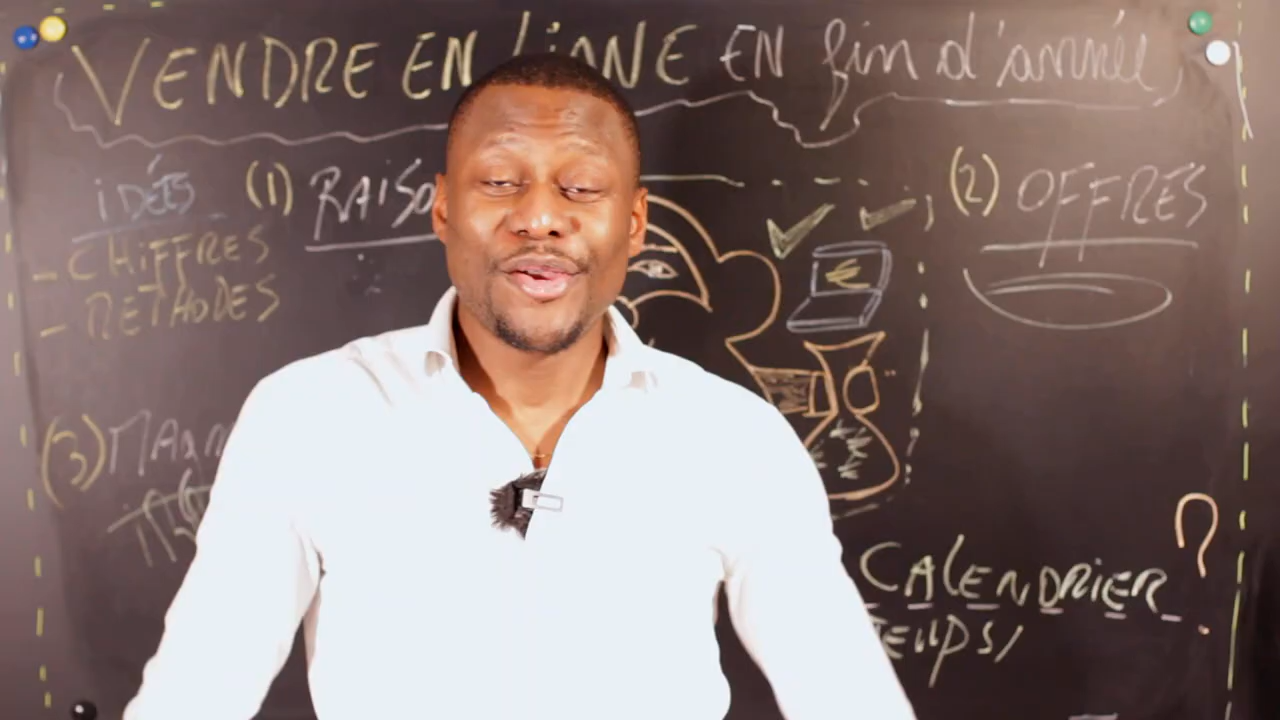 VENDRE EN LIGNE EN fin d'année
iDÉES
(1) RAISO
- CHIFFRES
- METHODES
(2) OFFRES
€
(3) MA
CALENDRIER ?
TEMPS/